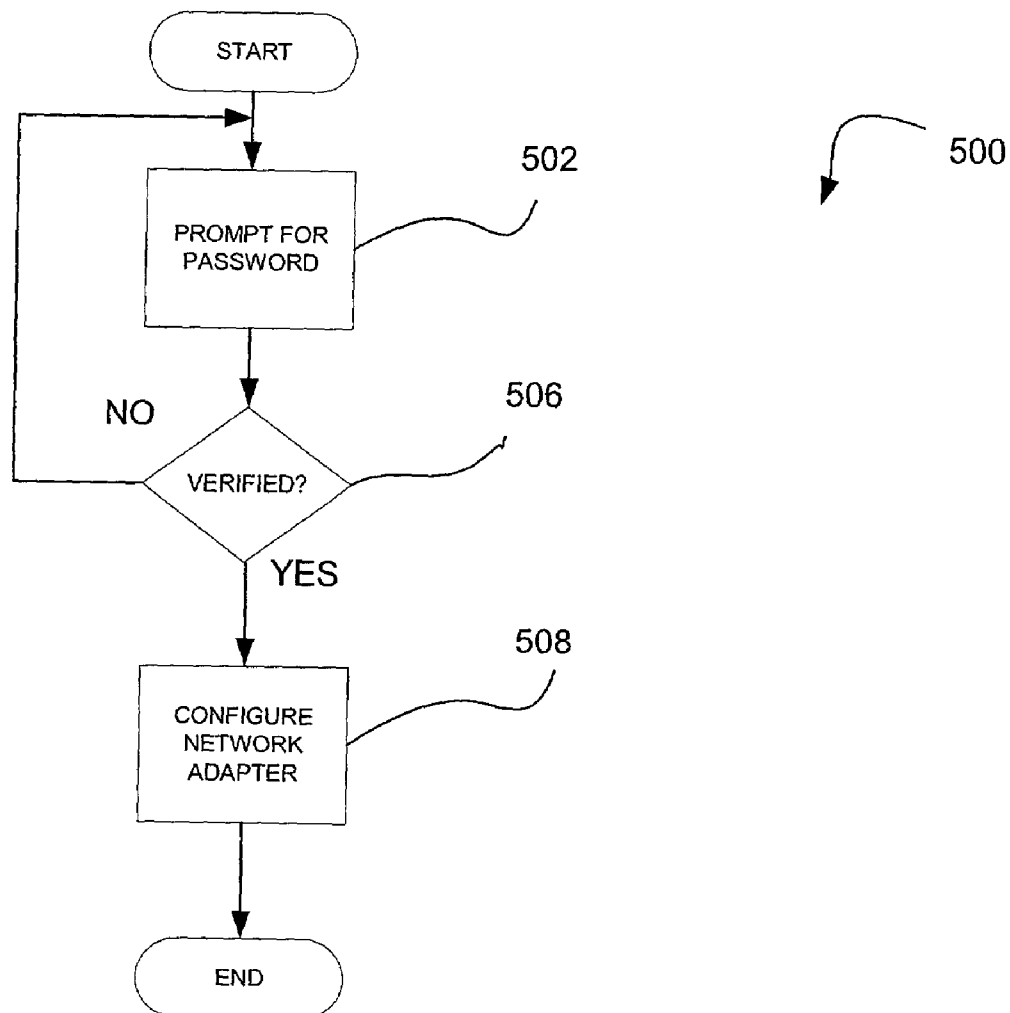 START
500
502
PROMPT FOR
PASSWORD
506
NO
VERIFIED?
YES
508
CONFIGURE
NETWORK
ADAPTER
END